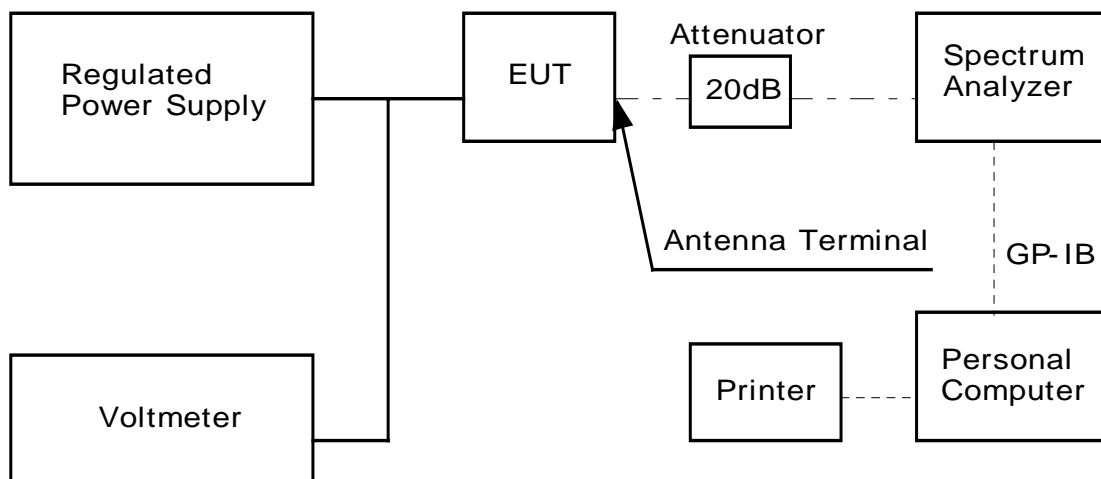 Regulated
Power Supply
EUT
Attenuator
20dB
Spectrum
Analyzer
Antenna Terminal
GP-IB
Voltmeter
Printer
Personal
Computer